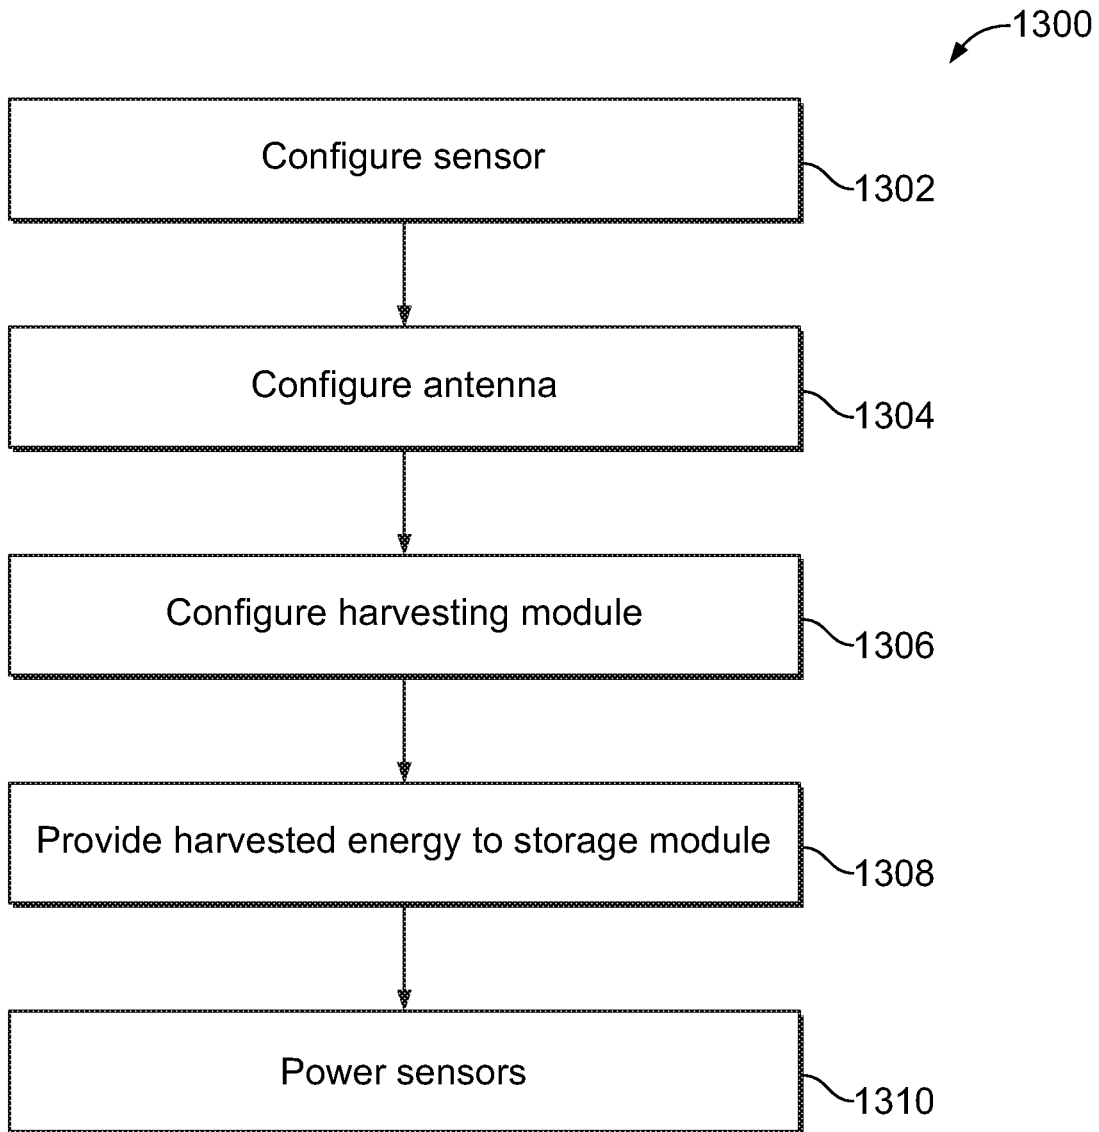 1300
Configure sensor
1302
Configure antenna
1304
Configure harvesting module
1306
Provide harvested energy to storage module
1308
Power sensors
1310